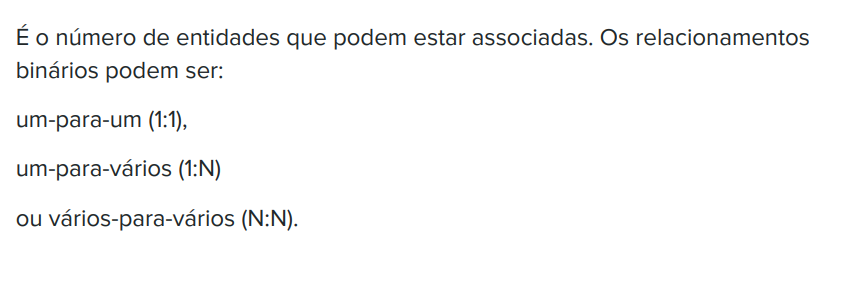 É o número de entidades que podem estar associadas. Os relacionamentos
binários podem ser:
um-para-um (1:1),
um-para-vários (1:N)
ou vários-para-vários (N:N).